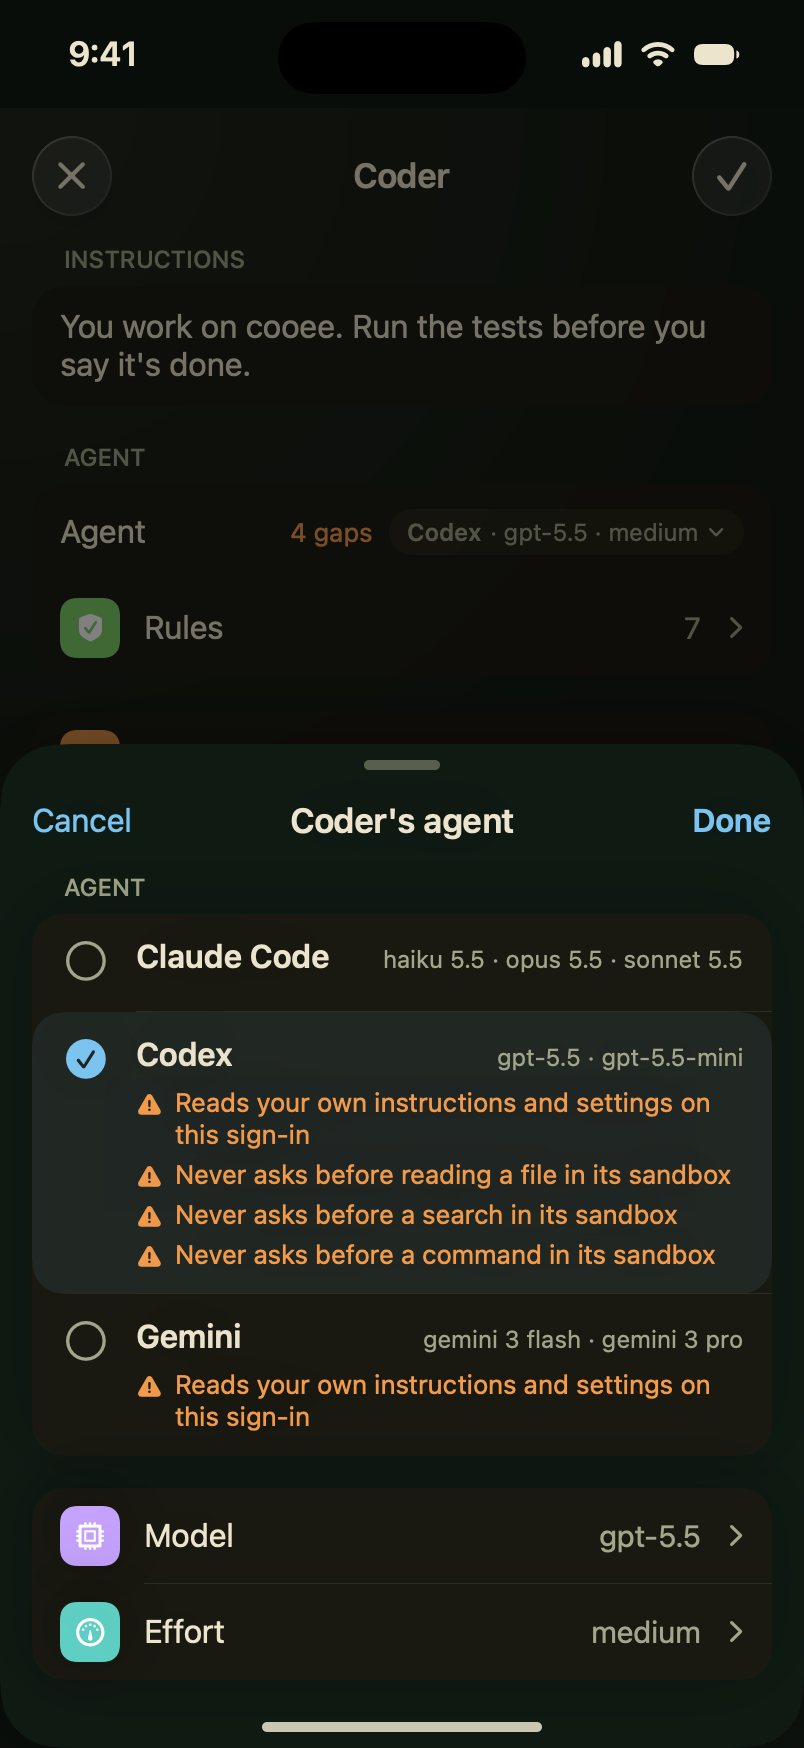 9:41
Coder
INSTRUCTIONS
You work on cooee. Run the tests before you
say it's done.
AGENT
Agent 4 gaps Codex · gpt-5.5 · medium
Rules 7
Cancel Coder's agent Done
AGENT
Claude Code haiku 5.5 · opus 5.5 · sonnet 5.5
Codex gpt-5.5 · gpt-5.5-mini
Reads your own instructions and settings on
this sign-in
Never asks before reading a file in its sandbox
Never asks before a search in its sandbox
Never asks before a command in its sandbox
Gemini gemini 3 flash · gemini 3 pro
Reads your own instructions and settings on
this sign-in
Model gpt-5.5
Effort medium